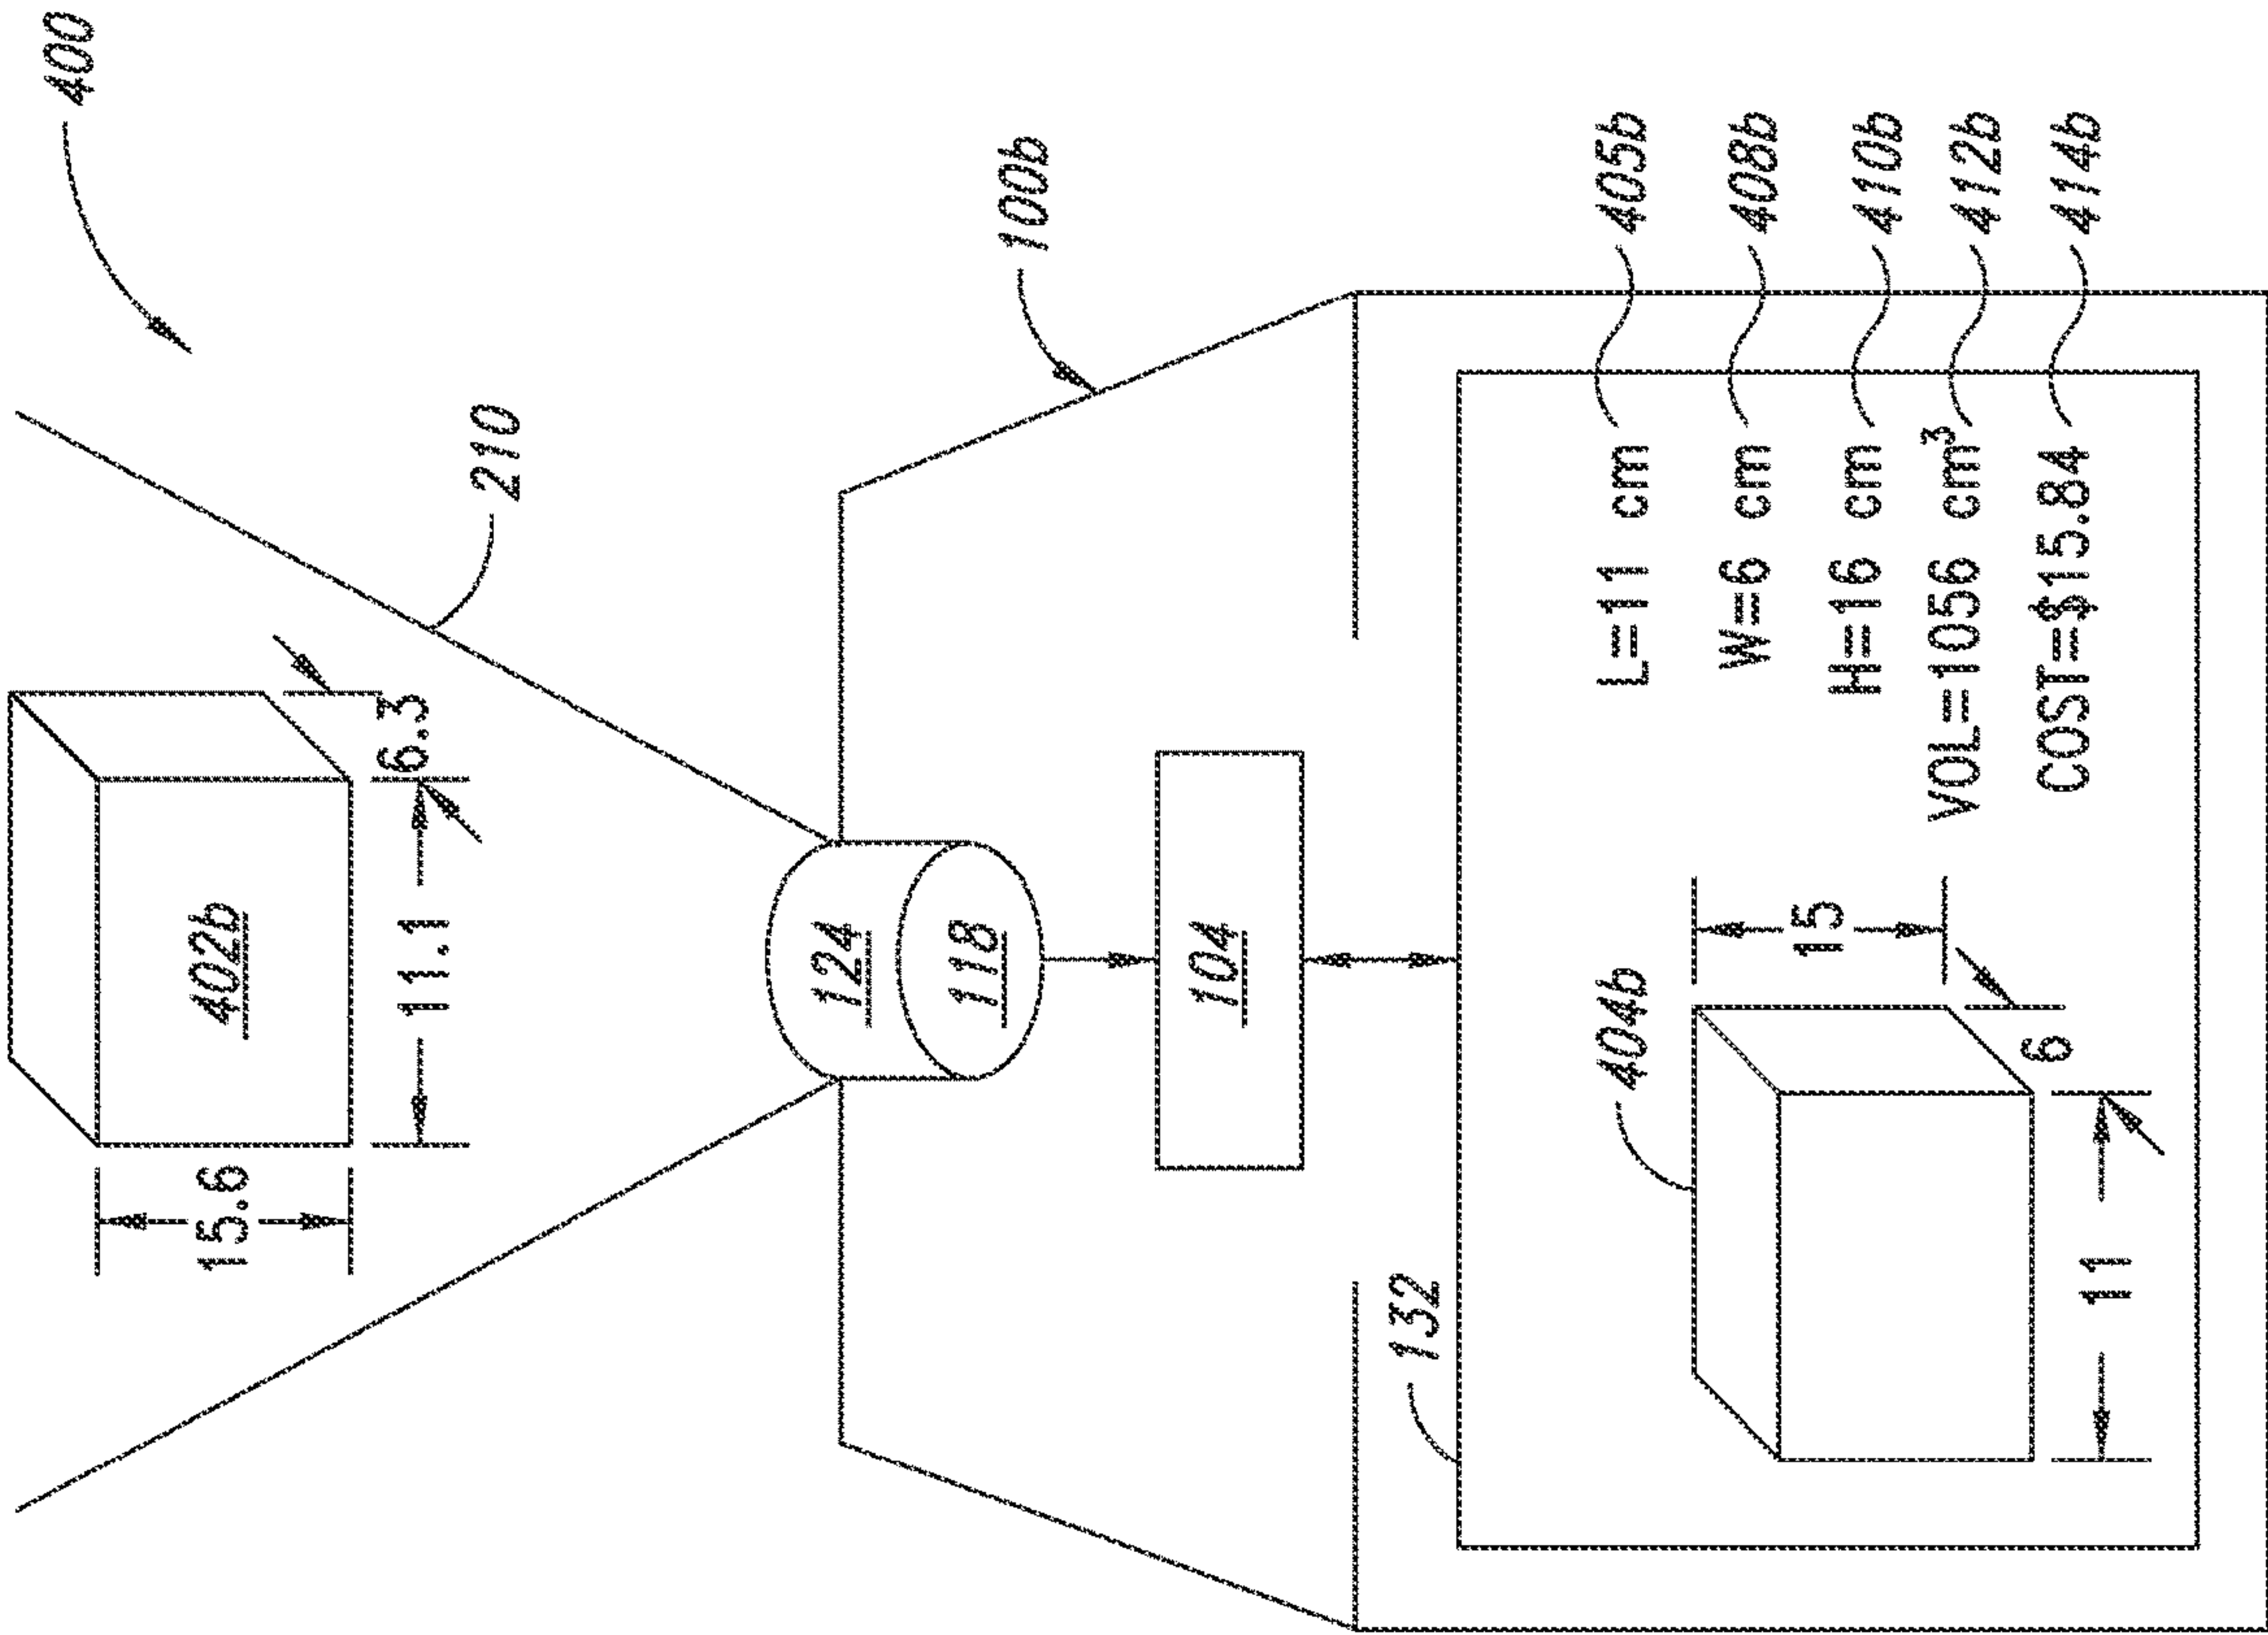 400
402b
15.6
11.1
6.3
210
124
118
100b
104
132
404b
15
6
11
L=11 cm
405b
W=6 cm
408b
H=16 cm
410b
VOL=1056 cm³
412b
COST=$15.84
414b